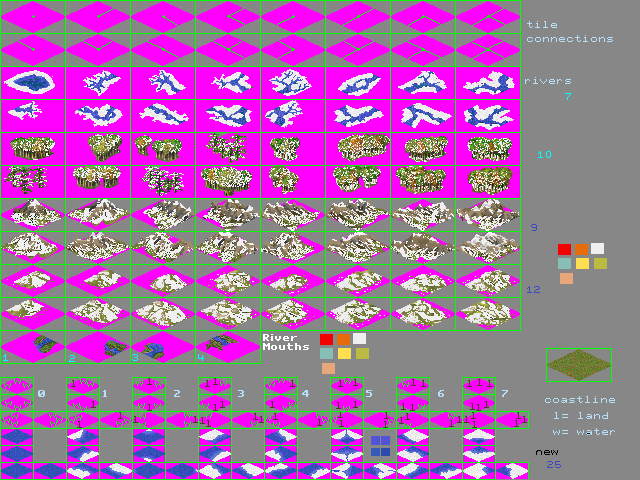 tile
connections
rivers
7
10
9
12
River
Mouths
1 2 3 4
0 1 2 3 4 5 6 7
coastline
l= land
w= water
new
25